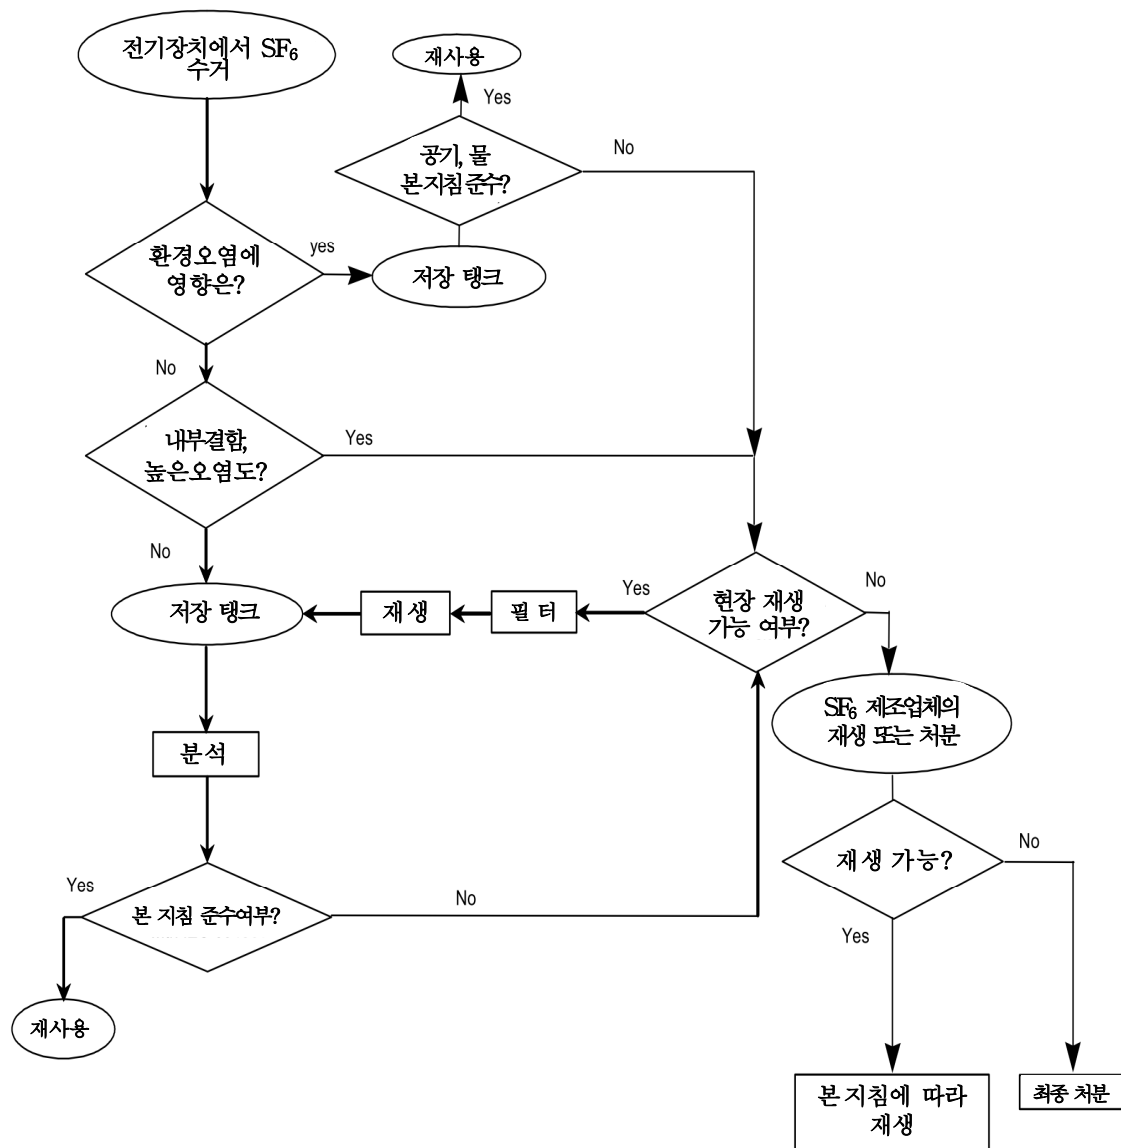 전기장치에서 SF₆
수거
재사용
Yes
공기, 물
본지침준수?
No
환경오염에
영향은?
yes
저장 탱크
No
내부결함,
높은오염도?
Yes
No
저장 탱크
재생
필터
Yes
현장 재생
가능 여부?
No
SF₆ 제조업체의
재생 또는 처분
분석
재생 가능?
No
Yes
Yes
본 지침 준수여부?
No
재사용
본지침에 따라
재생
최종 처분